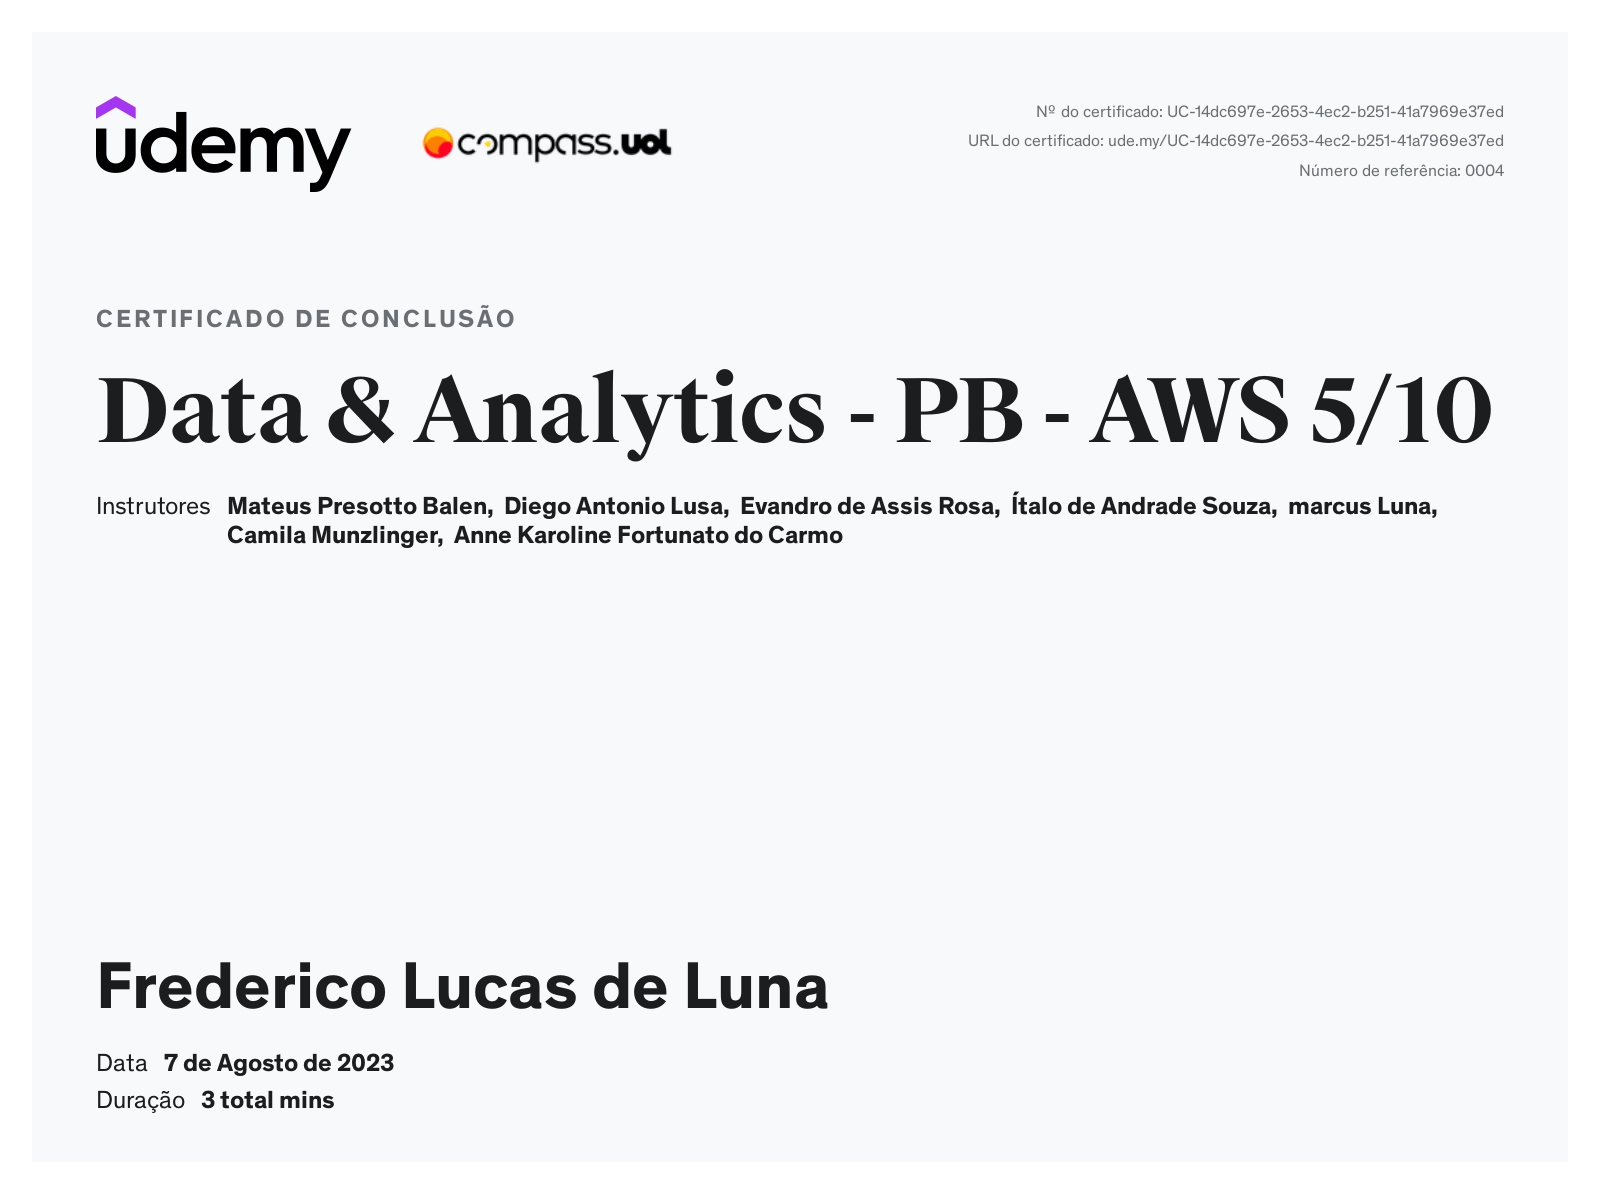 udemy
compass.uol
Nº do certificado: UC-14dc697e-2653-4ec2-b251-41a7969e37ed
URL do certificado: ude.my/UC-14dc697e-2653-4ec2-b251-41a7969e37ed
Número de referência: 0004
CERTIFICADO DE CONCLUSÃO
Data & Analytics - PB - AWS 5/10
Instrutores Mateus Presotto Balen, Diego Antonio Lusa, Evandro de Assis Rosa, Ítalo de Andrade Souza, marcus Luna,
Camila Munzlinger, Anne Karoline Fortunato do Carmo
Frederico Lucas de Luna
Data 7 de Agosto de 2023
Duração 3 total mins